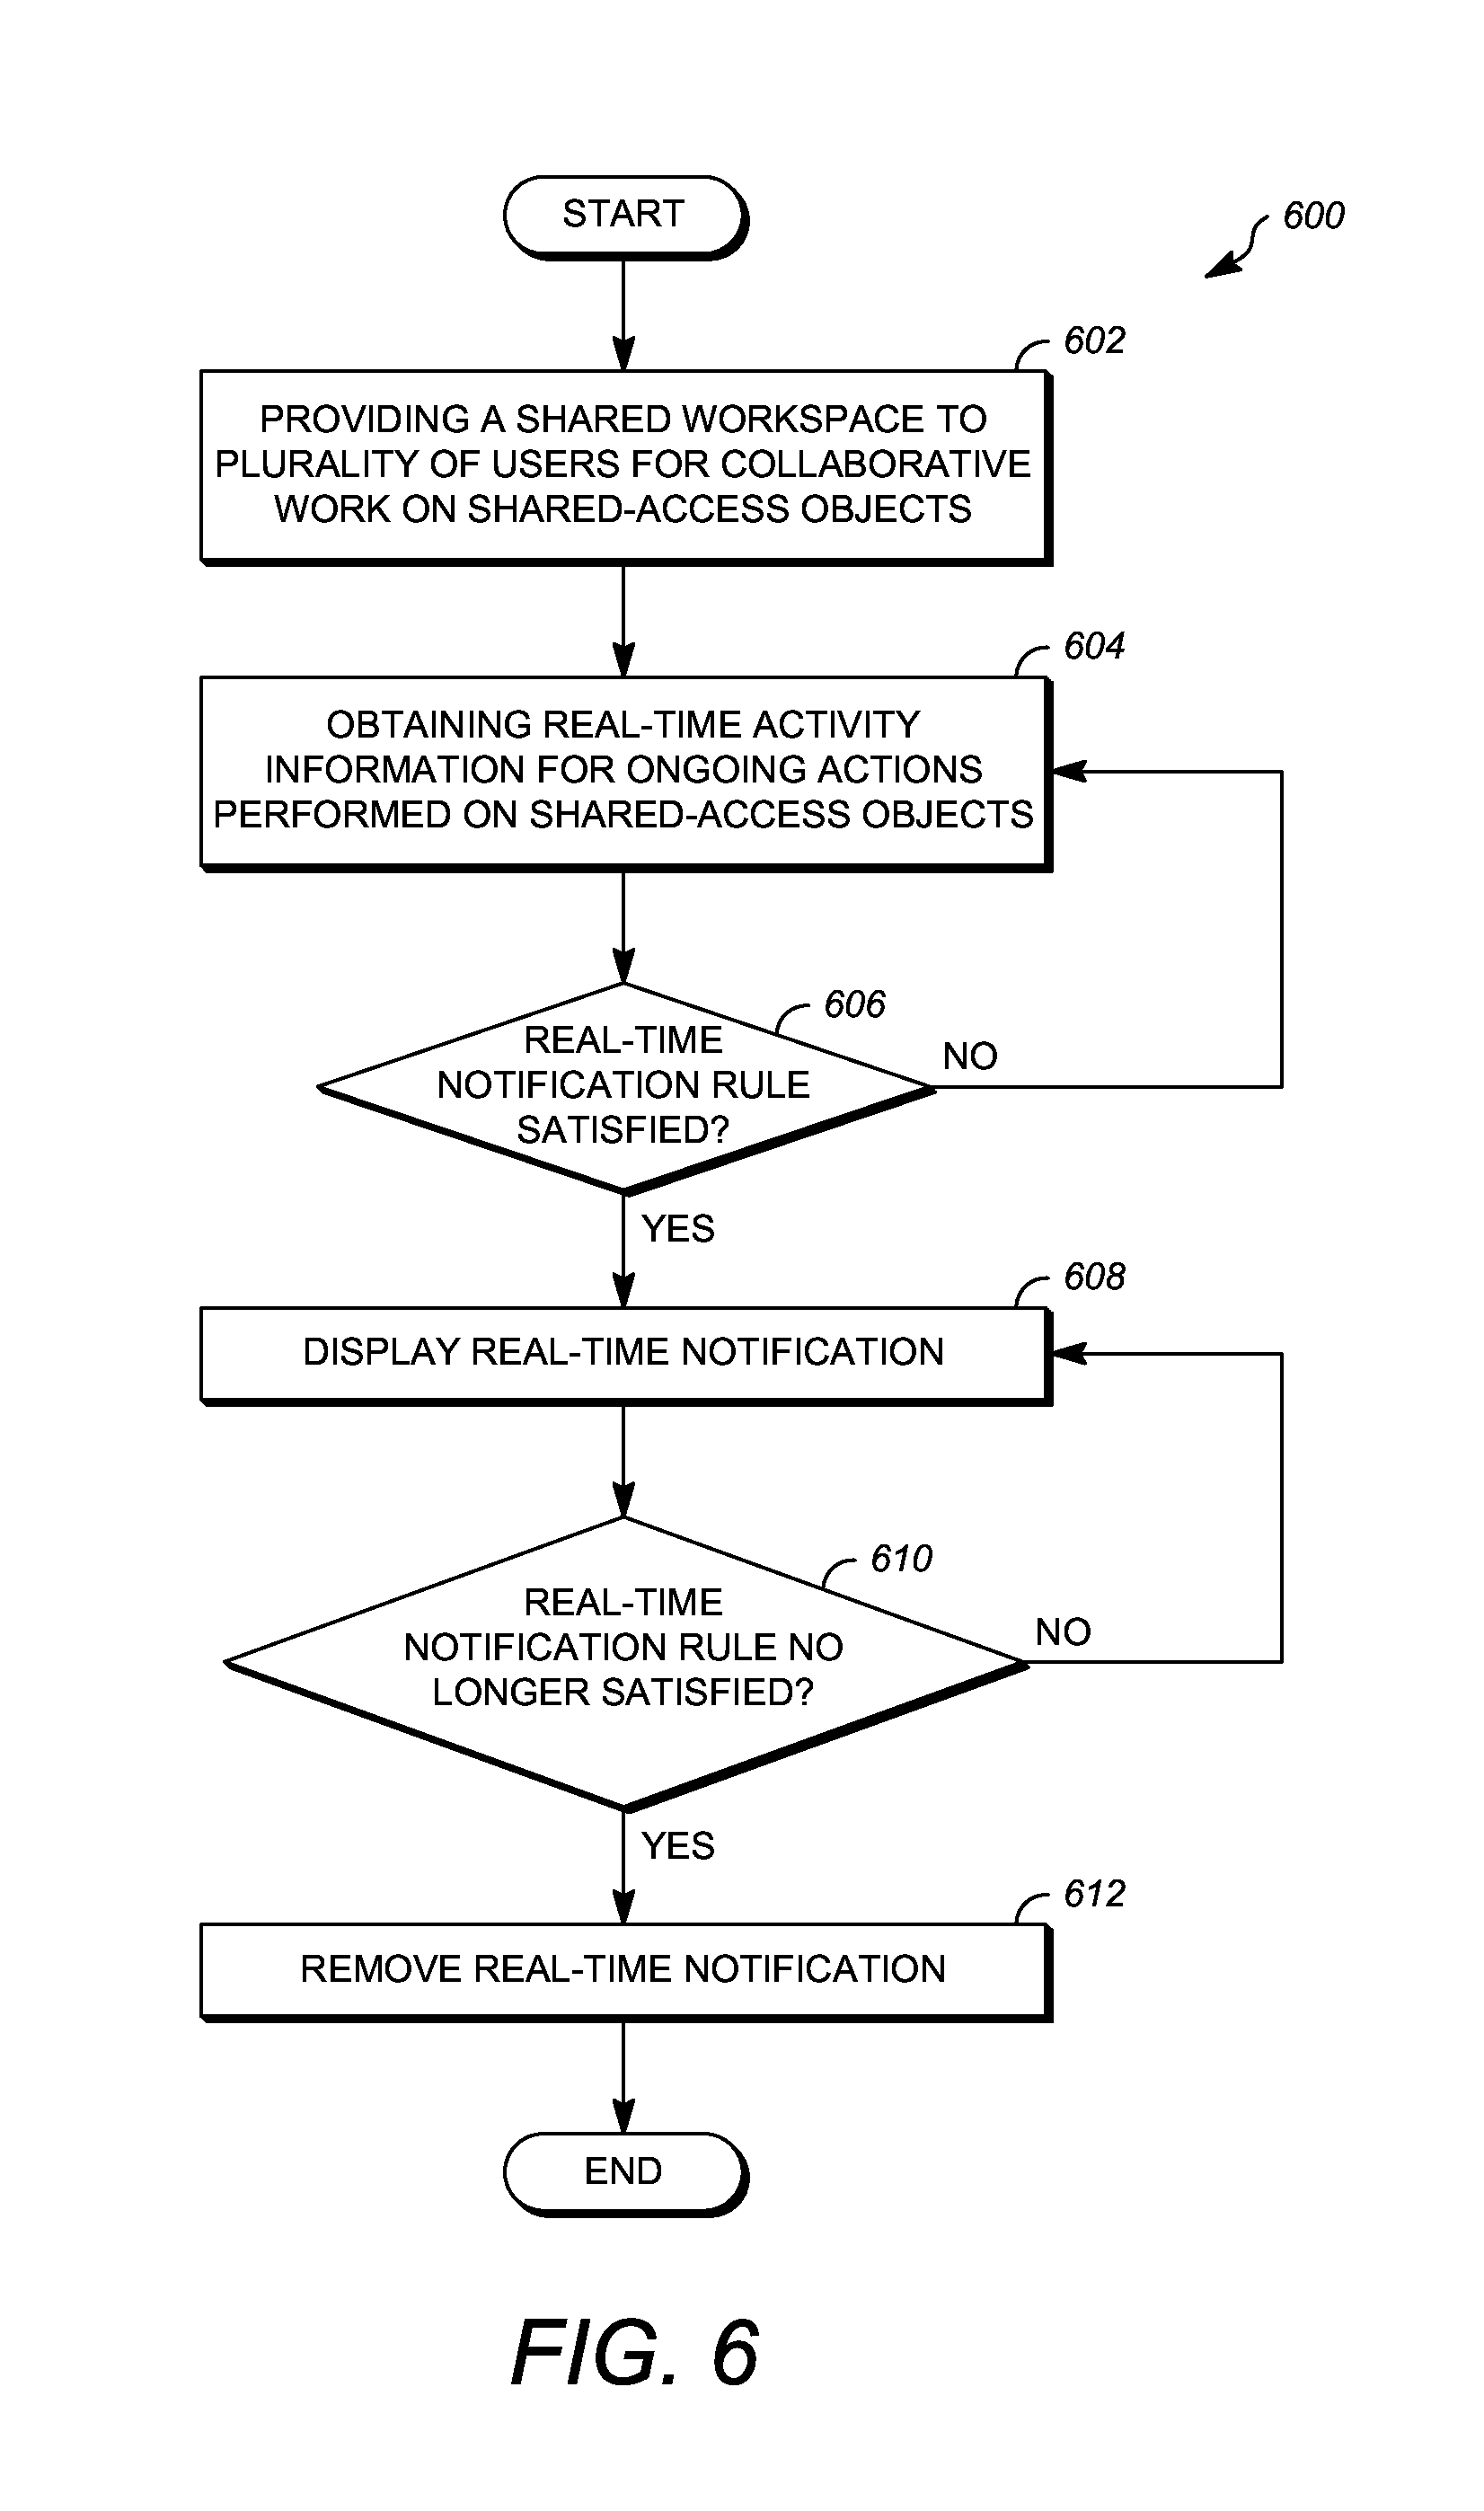 START
600
602
PROVIDING A SHARED WORKSPACE TO
PLURALITY OF USERS FOR COLLABORATIVE
WORK ON SHARED-ACCESS OBJECTS
604
OBTAINING REAL-TIME ACTIVITY
INFORMATION FOR ONGOING ACTIONS
PERFORMED ON SHARED-ACCESS OBJECTS
606
REAL-TIME
NOTIFICATION RULE
SATISFIED?
NO
YES
608
DISPLAY REAL-TIME NOTIFICATION
610
REAL-TIME
NOTIFICATION RULE NO
LONGER SATISFIED?
NO
YES
612
REMOVE REAL-TIME NOTIFICATION
END
FIG. 6